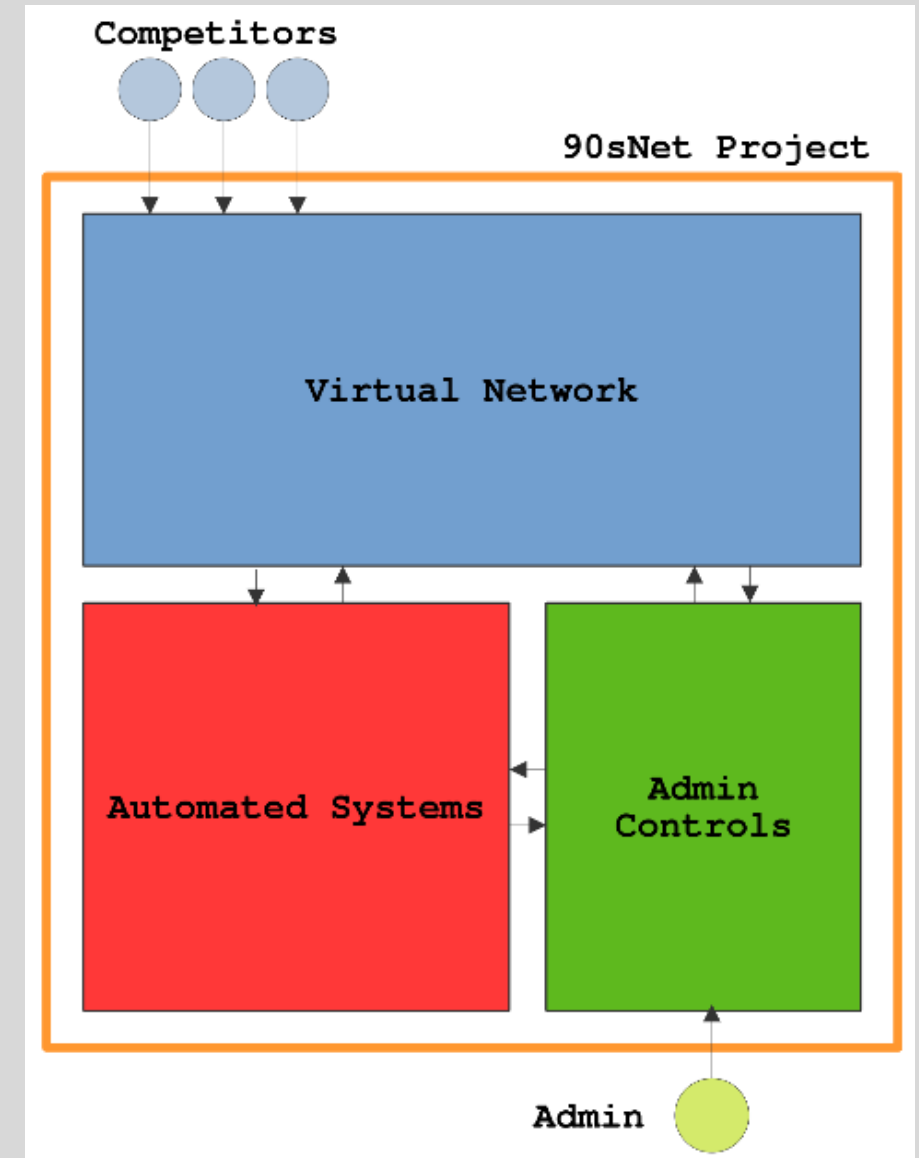 Competitors
90sNet Project
Virtual Network
Automated Systems
Admin
Controls
Admin